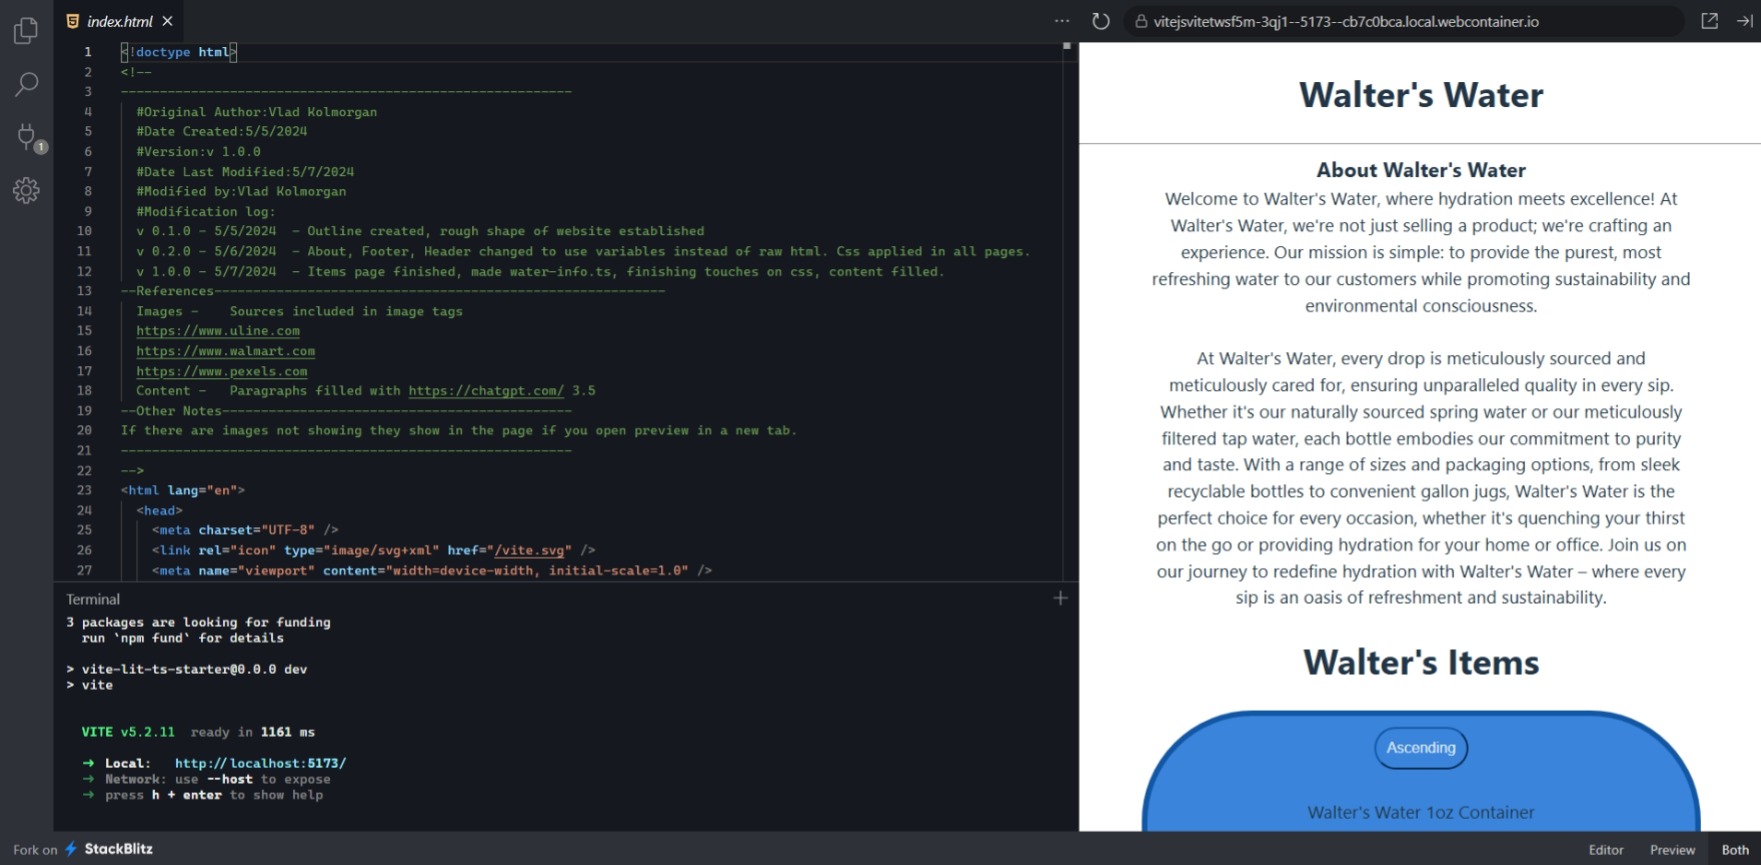 index.html
1 <!doctype html>
2 <!--
3 ----------------------------------------------------------
4 #Original Author:Vlad Kolmorgan
5 #Date Created:5/5/2024
6 #Version:v 1.0.0
7 #Date Last Modified:5/7/2024
8 #Modified by:Vlad Kolmorgan
9 #Modification log:
10 v 0.1.0 - 5/5/2024 - Outline created, rough shape of website established
11 v 0.2.0 - 5/6/2024 - About, Footer, Header changed to use variables instead of raw html. Css applied in all pages.
12 v 1.0.0 - 5/7/2024 - Items page finished, made water-info.ts, finishing touches on css, content filled.
13 --References----------------------------------------------------------
14 Images - Sources included in image tags
15 https://www.uline.com
16 https://www.walmart.com
17 https://www.pexels.com
18 Content - Paragraphs filled with https://chatgpt.com/ 3.5
19 --Other Notes---------------------------------------------
20 If there are images not showing they show in the page if you open preview in a new tab.
21 ----------------------------------------------------------
22 -->
23 <html lang="en">
24 <head>
25 <meta charset="UTF-8" />
26 <link rel="icon" type="image/svg+xml" href="/vite.svg" />
27 <meta name="viewport" content="width=device-width, initial-scale=1.0" />
1
Terminal
3 packages are looking for funding
run `npm fund` for details
> vite-lit-ts-starter@0.0.0 dev
> vite
VITE v5.2.11 ready in 1161 ms
➜ Local: http://localhost:5173/
➜ Network: use --host to expose
➜ press h + enter to show help
vitejsvitetwsf5m-3qj1--5173--cb7c0bca.local.webcontainer.io
Walter's Water
About Walter's Water
Welcome to Walter's Water, where hydration meets excellence! At
Walter's Water, we're not just selling a product; we're crafting an
experience. Our mission is simple: to provide the purest, most
refreshing water to our customers while promoting sustainability and
environmental consciousness.
At Walter's Water, every drop is meticulously sourced and
meticulously cared for, ensuring unparalleled quality in every sip.
Whether it's our naturally sourced spring water or our meticulously
filtered tap water, each bottle embodies our commitment to purity
and taste. With a range of sizes and packaging options, from sleek
recyclable bottles to convenient gallon jugs, Walter's Water is the
perfect choice for every occasion, whether it's quenching your thirst
on the go or providing hydration for your home or office. Join us on
our journey to redefine hydration with Walter's Water – where every
sip is an oasis of refreshment and sustainability.
Walter's Items
Ascending
Walter's Water 1oz Container
Fork on StackBlitz
Editor Preview Both